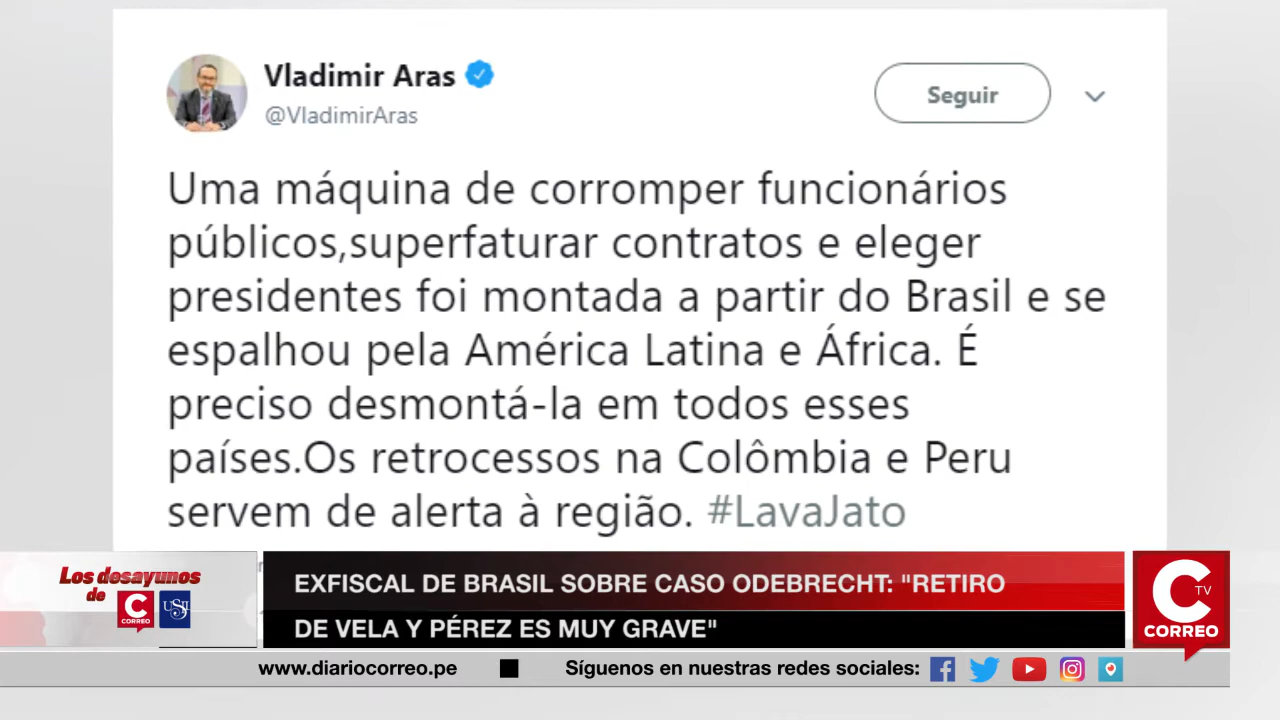 Vladimir Aras
@VladimirAras
Seguir
Uma máquina de corromper funcionários
públicos,superfaturar contratos e eleger
presidentes foi montada a partir do Brasil e se
espalhou pela América Latina e África. É
preciso desmontá-la em todos esses
países.Os retrocessos na Colômbia e Peru
servem de alerta à região. #LavaJato
Los desayunos
de
C
CORREO
USIL
EXFISCAL DE BRASIL SOBRE CASO ODEBRECHT: "RETIRO
DE VELA Y PÉREZ ES MUY GRAVE"
C
TV
CORREO
www.diariocorreo.pe
Síguenos en nuestras redes sociales: